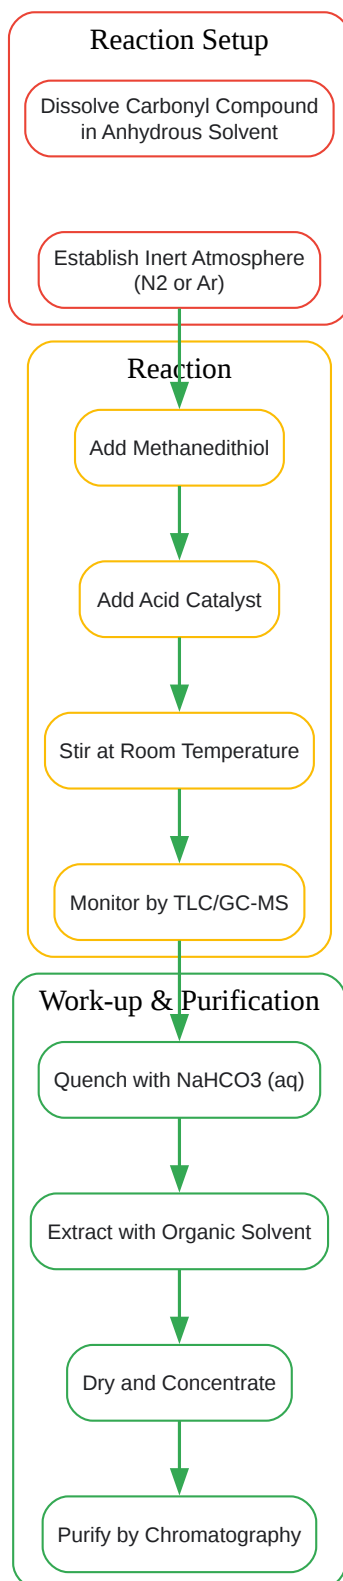 Reaction Setup
Dissolve Carbonyl Compound
in Anhydrous Solvent
Establish Inert Atmosphere
(N2 or Ar)
Reaction
Add Methanedithiol
Add Acid Catalyst
Stir at Room Temperature
Monitor by TLC/GC-MS
Work-up & Purification
Quench with NaHCO3 (aq)
Extract with Organic Solvent
Dry and Concentrate
Purify by Chromatography